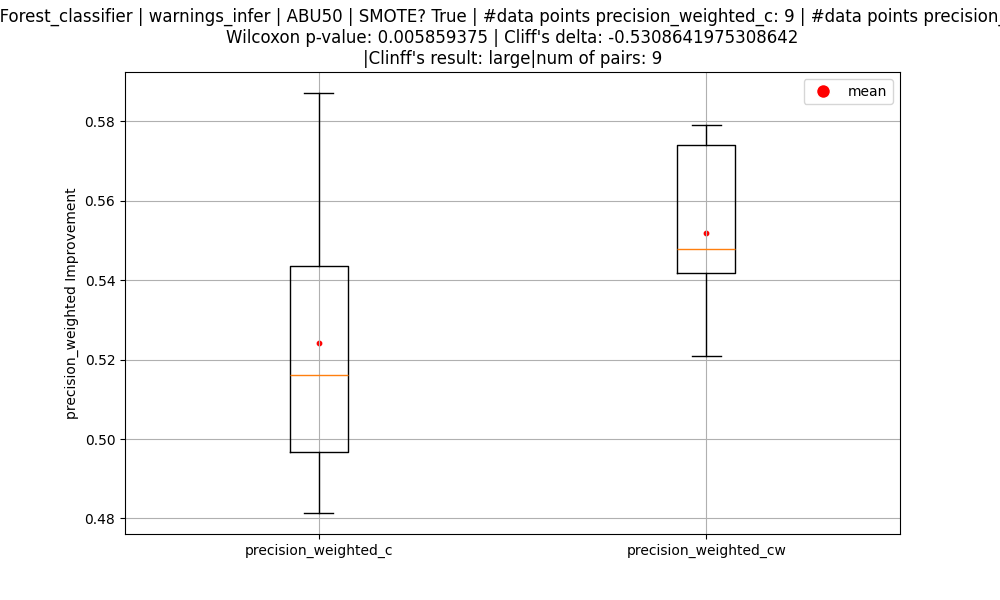 Forest_classifier | warnings_infer | ABU50 | SMOTE? True | #data points precision_weighted_c: 9 | #data points precision_
Wilcoxon p-value: 0.005859375 | Cliff's delta: -0.5308641975308642
|Clinff's result: large|num of pairs: 9
mean
0.58
0.56
0.54
0.52
0.50
0.48
precision_weighted Improvement
precision_weighted_c
precision_weighted_cw